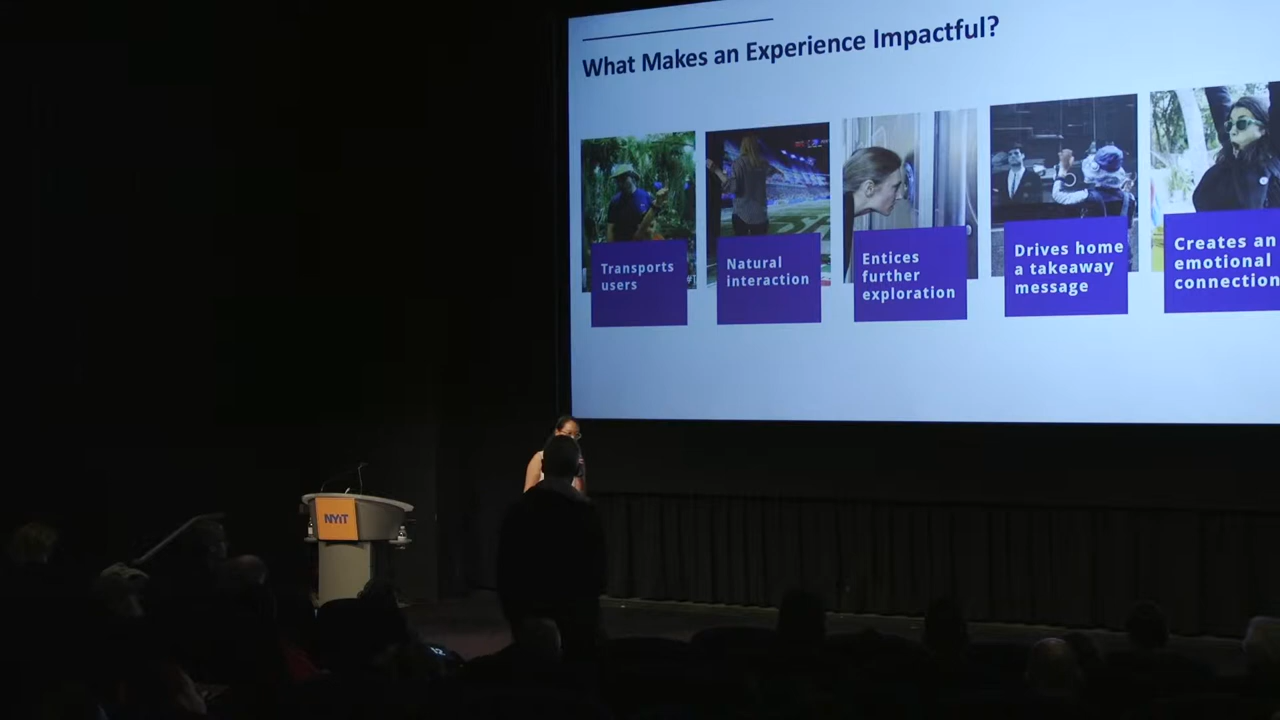 What Makes an Experience Impactful?
Transports
users
Natural
interaction
Entices
further
exploration
Drives home
a takeaway
message
Creates an
emotional
connection
NYiT